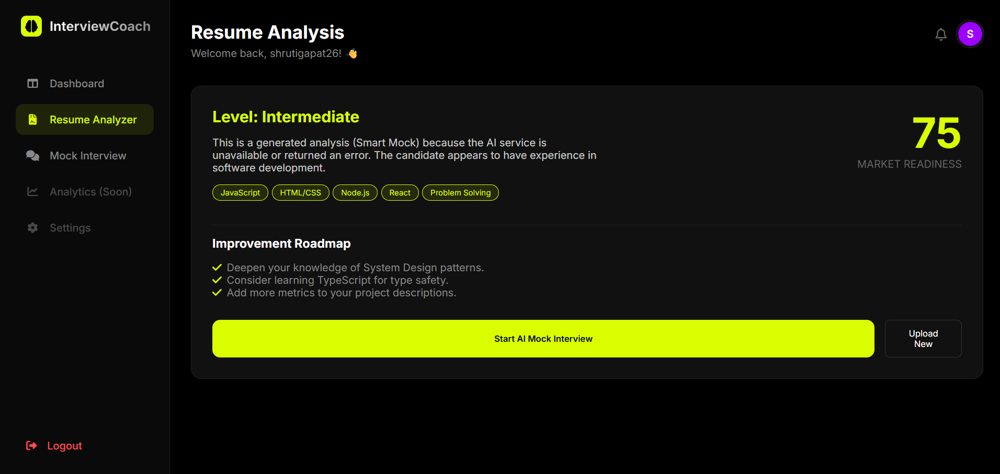 InterviewCoach
Dashboard
Resume Analyzer
Mock Interview
Analytics (Soon)
Settings
Logout
Resume Analysis
Welcome back, shrutigapat26! 👋
S
Level: Intermediate
This is a generated analysis (Smart Mock) because the AI service is
unavailable or returned an error. The candidate appears to have experience in
software development.
JavaScript HTML/CSS Node.js React Problem Solving
75
MARKET READINESS
Improvement Roadmap
Deepen your knowledge of System Design patterns.
Consider learning TypeScript for type safety.
Add more metrics to your project descriptions.
Start AI Mock Interview
Upload
New